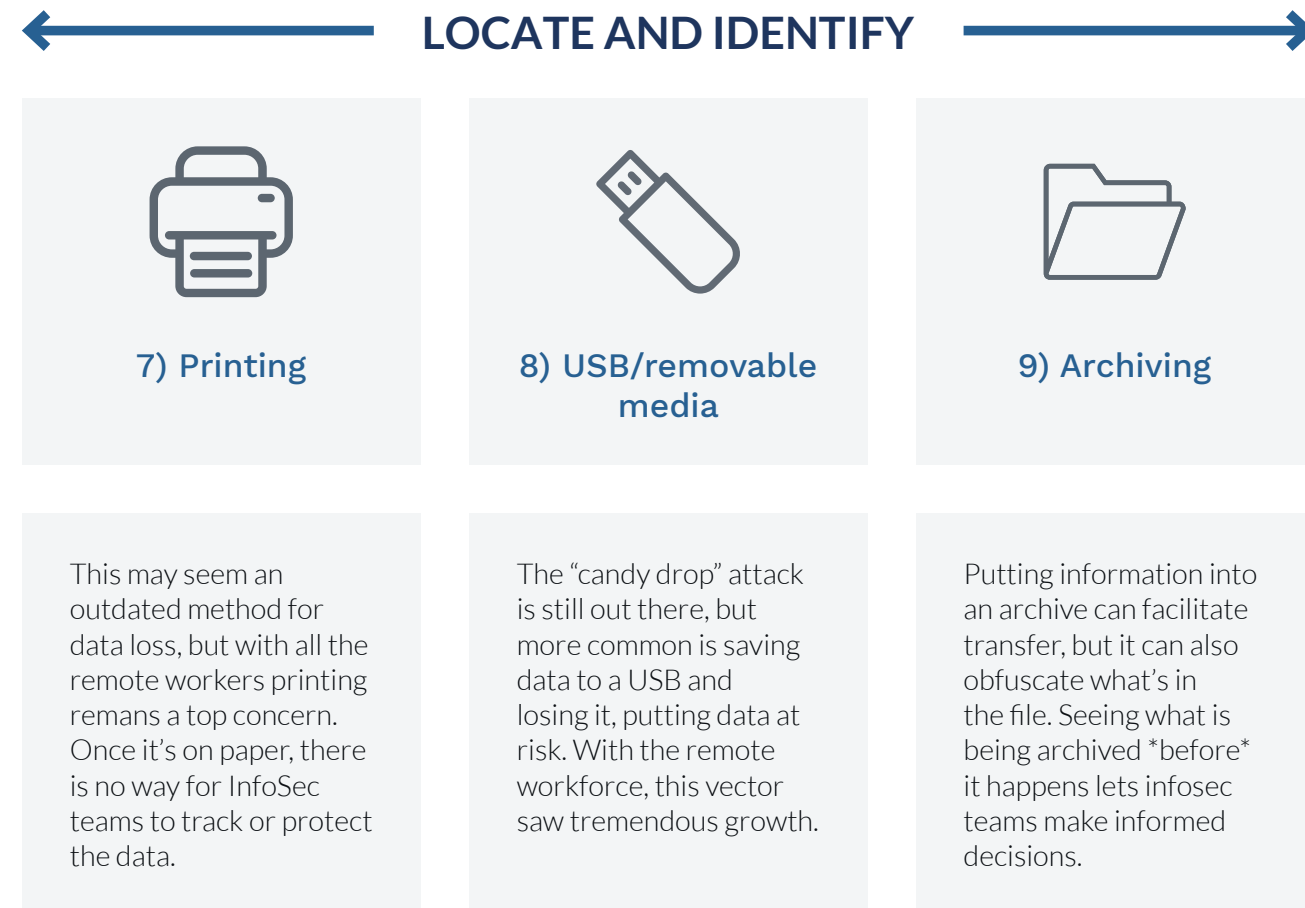 LOCATE AND IDENTIFY
7) Printing
8) USB/removable
media
9) Archiving
This may seem an
outdated method for
data loss, but with all the
remote workers printing
remans a top concern.
Once it’s on paper, there
is no way for InfoSec
teams to track or protect
the data.
The “candy drop” attack
is still out there, but
more common is saving
data to a USB and
losing it, putting data at
risk. With the remote
workforce, this vector
saw tremendous growth.
Putting information into
an archive can facilitate
transfer, but it can also
obfuscate what’s in
the file. Seeing what is
being archived *before*
it happens lets infosec
teams make informed
decisions.